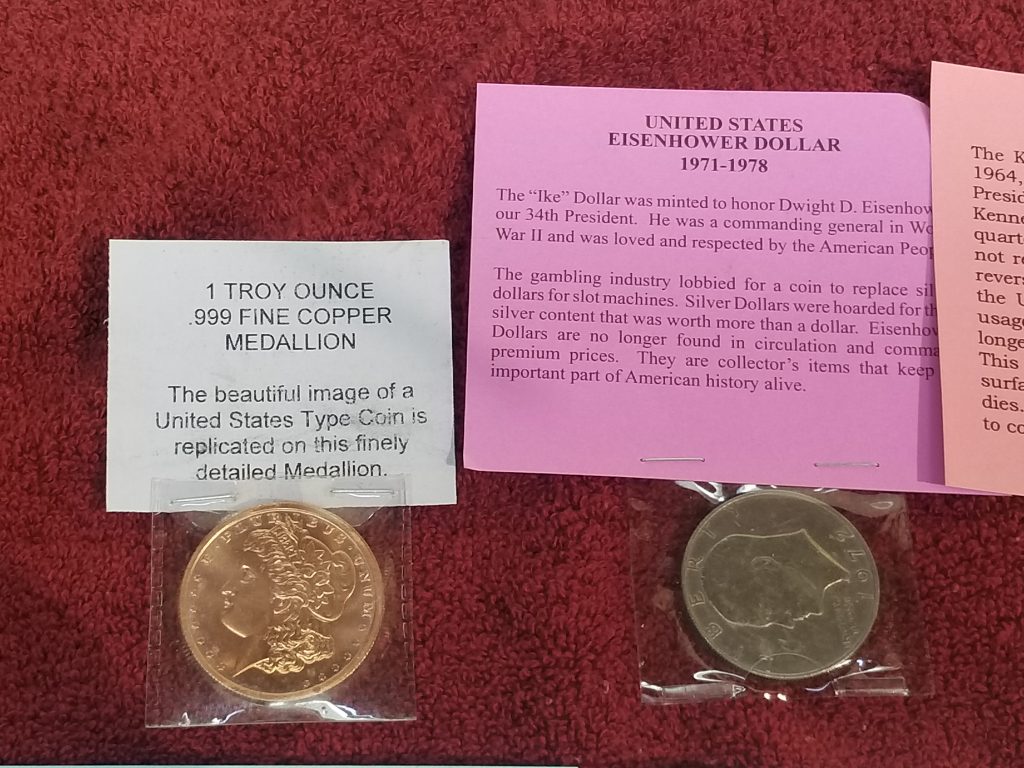 1 TROY OUNCE
.999 FINE COPPER
MEDALLION
The beautiful image of a
United States Type Coin is
replicated on this finely
detailed Medallion.
E PLURIBUS UNUM
UNITED STATES
EISENHOWER DOLLAR
1971-1978
The “Ike” Dollar was minted to honor Dwight D. Eisenhow
our 34th President. He was a commanding general in Wo
War II and was loved and respected by the American Peop
The gambling industry lobbied for a coin to replace sil
dollars for slot machines. Silver Dollars were hoarded for th
silver content that was worth more than a dollar. Eisenhow
Dollars are no longer found in circulation and comma
premium prices. They are collector’s items that keep
important part of American history alive.
LIBERT
The K
1964,
Presid
Kenne
quart
not re
revers
the U
usage
longe
This
surfa
dies.
to co